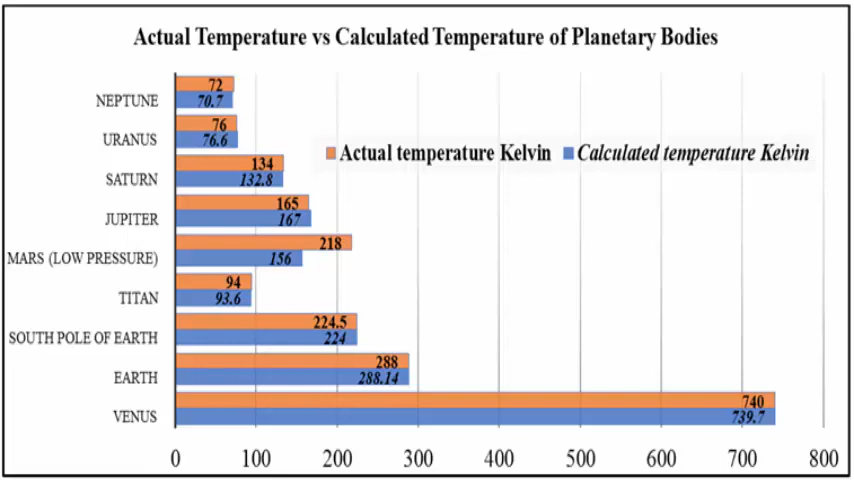 Actual Temperature vs Calculated Temperature of Planetary Bodies
72
NEPTUNE
70.7
76
URANUS
76.6
Actual temperature Kelvin
Calculated temperature Kelvin
134
SATURN
132.8
165
JUPITER
167
218
MARS (LOW PRESSURE)
156
94
TITAN
93.6
224.5
SOUTH POLE OF EARTH
224
288
EARTH
288.14
740
VENUS
739.7
0 100 200 300 400 500 600 700 800